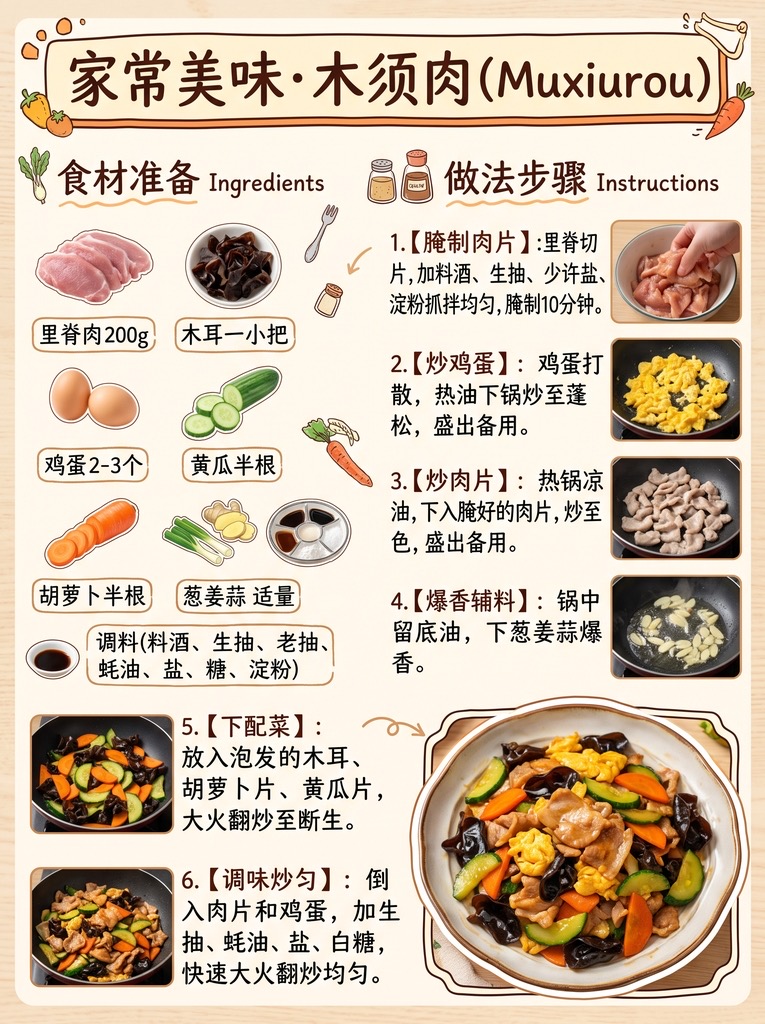 家常美味·木须肉(Muxiurou)
食材准备 Ingredients
里脊肉200g
木耳一小把
鸡蛋2-3个
黄瓜半根
胡萝卜半根
葱姜蒜 适量
调料(料酒、生抽、老抽、
蚝油、盐、糖、淀粉)
做法步骤 Instructions
1.【腌制肉片】:里脊切
片,加料酒、生抽、少许盐、
淀粉抓拌均匀,腌制10分钟。
2.【炒鸡蛋】:鸡蛋打
散，热油下锅炒至蓬
松，盛出备用。
3.【炒肉片】:热锅凉
油,下入腌好的肉片,炒至
色，盛出备用。
4.【爆香辅料】:锅中
留底油，下葱姜蒜爆
香。
5.【下配菜】:
放入泡发的木耳、
胡萝卜片、黄瓜片，
大火翻炒至断生。
6.【调味炒匀】:倒
入肉片和鸡蛋，加生
抽、蚝油、盐、白糖，
快速大火翻炒均匀。